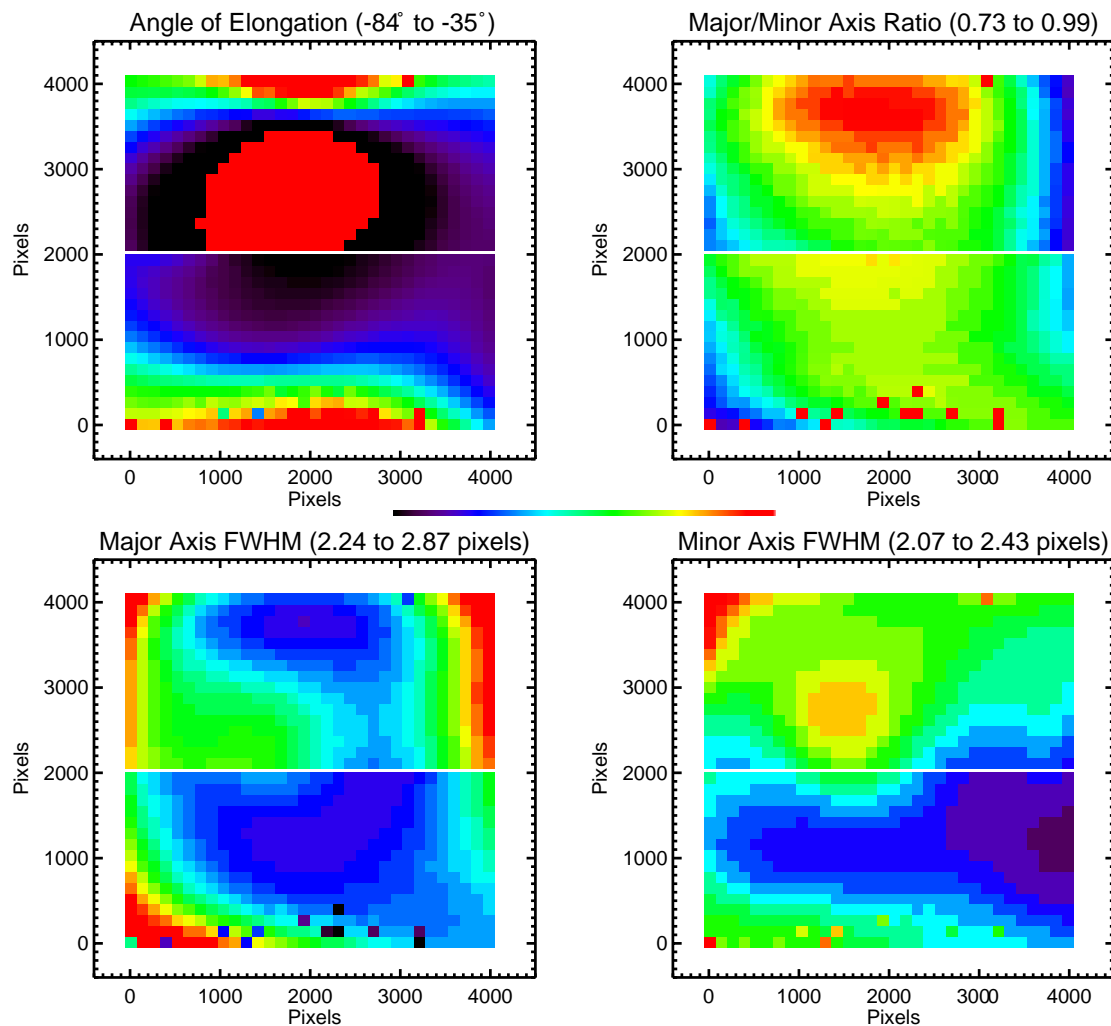 Angle of Elongation (-84° to -35°)
Major/Minor Axis Ratio (0.73 to 0.99)
4000
3000
2000
1000
0
Pixels
0 1000 2000 3000 4000
Pixels
4000
3000
2000
1000
0
Pixels
0 1000 2000 3000 4000
Pixels
Major Axis FWHM (2.24 to 2.87 pixels)
Minor Axis FWHM (2.07 to 2.43 pixels)
4000
3000
2000
1000
0
Pixels
0 1000 2000 3000 4000
Pixels
4000
3000
2000
1000
0
Pixels
0 1000 2000 3000 4000
Pixels